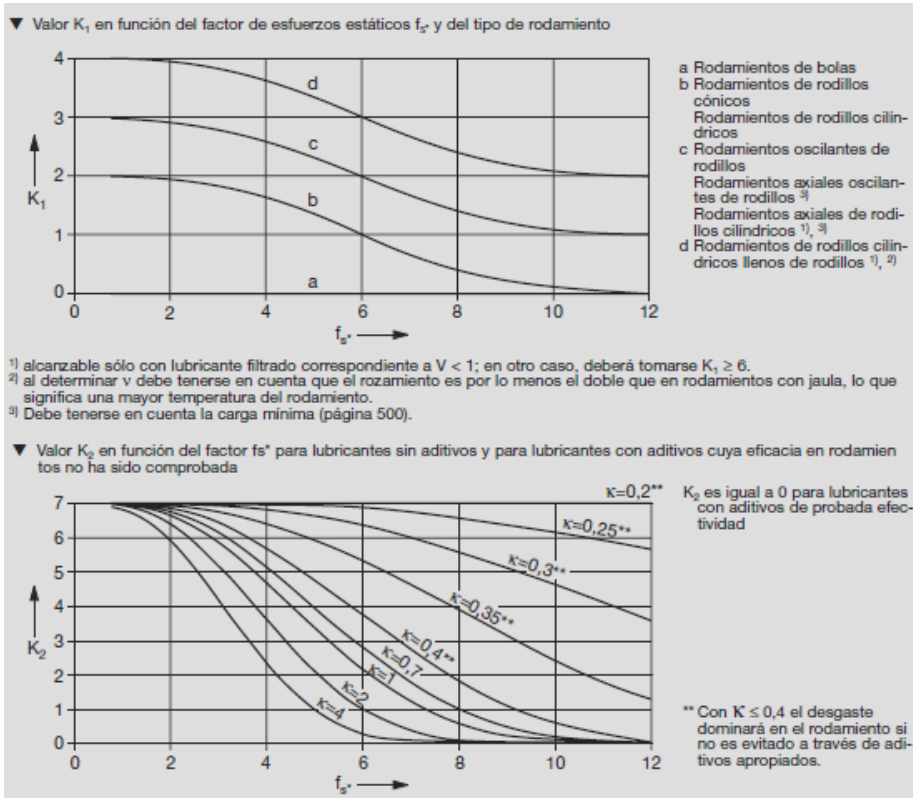 ▼ Valor K₁ en función del factor de esfuerzos estáticos fₛ* y del tipo de rodamiento
4
3
2
1
0
K₁
d
c
b
a
0 2 4 6 8 10 12
fₛ*
a Rodamientos de bolas
b Rodamientos de rodillos
cónicos
Rodamientos de rodillos cilín-
dricos
c Rodamientos oscilantes de
rodillos
Rodamientos axiales oscilan-
tes de rodillos ³⁾
Rodamientos axiales de rodi-
llos cilíndricos ¹⁾, ³⁾
d Rodamientos de rodillos cilín-
dricos llenos de rodillos ¹⁾, ²⁾
¹⁾ alcanzable sólo con lubricante filtrado correspondiente a V < 1; en otro caso, deberá tomarse K₁ ≥ 6.
²⁾ al determinar ν debe tenerse en cuenta que el rozamiento es por lo menos el doble que en rodamientos con jaula, lo que
significa una mayor temperatura del rodamiento.
³⁾ Debe tenerse en cuenta la carga mínima (página 500).
▼ Valor K₂ en función del factor fs* para lubricantes sin aditivos y para lubricantes con aditivos cuya eficacia en rodamien
tos no ha sido comprobada
7
6
5
4
3
2
1
0
K₂
κ=0,2**
κ=0,25**
κ=0,3**
κ=0,35**
κ=0,4**
κ=0,7
κ=1
κ=2
κ=4
0 2 4 6 8 10 12
fₛ*
K₂ es igual a 0 para lubricantes
con aditivos de probada efec-
tividad
** Con K ≤ 0,4 el desgaste
dominará en el rodamiento si
no es evitado a través de adi-
tivos apropiados.